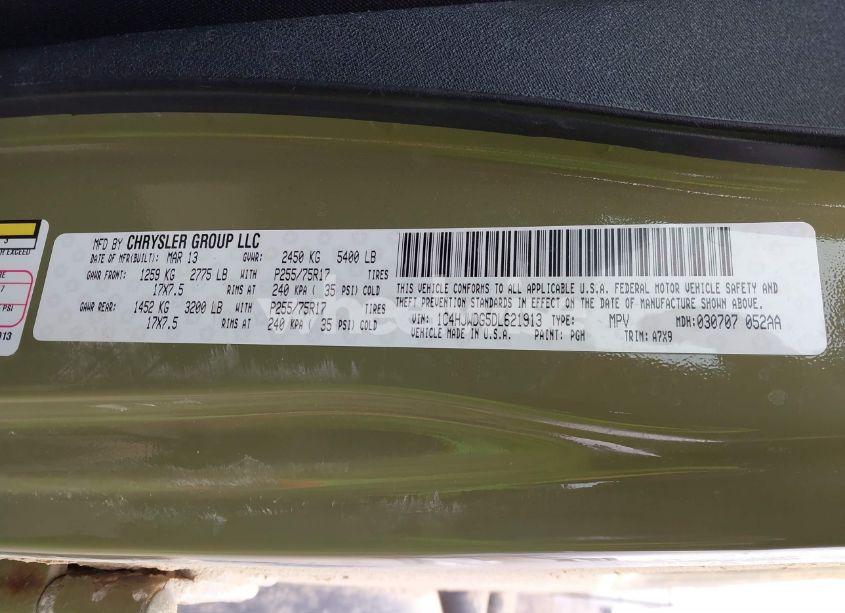 EXCEED
PSI
MFD BY CHRYSLER GROUP LLC
DATE OF MFR(BUILT): MAR 13 GVWR: 2450 KG 5400 LB
GAWR FRONT: 1259 KG 2775 LB WITH P255/75R17 TIRES
17X7.5 RIMS AT 240 KPA ( 35 PSI) COLD
GAWR REAR: 1452 KG 3200 LB WITH P255/75R17 TIRES
17X7.5 RIMS AT 240 KPA ( 35 PSI) COLD
THIS VEHICLE CONFORMS TO ALL APPLICABLE U.S.A. FEDERAL MOTOR VEHICLE SAFETY AND
THEFT PREVENTION STANDARDS IN EFFECT ON THE DATE OF MANUFACTURE SHOWN ABOVE.
VIN: 1C4HJWDG5DL621913 TYPE: MPV MDH: 030707 052AA
VEHICLE MADE IN U.S.A. PAINT: PGM TRIM: A7X9